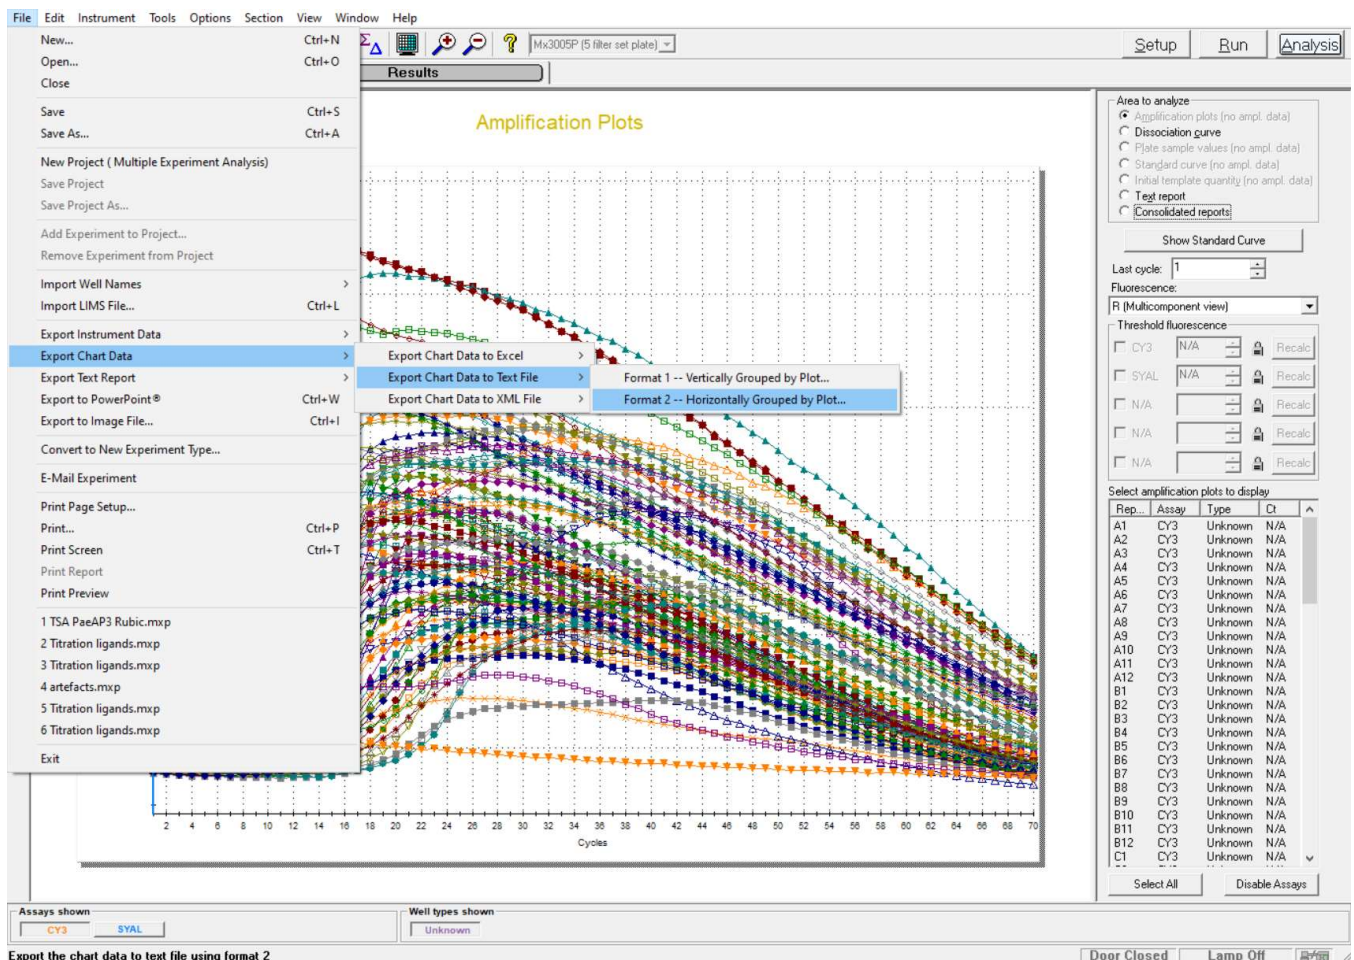 File Edit Instrument Tools Options Section View Window Help
New... Ctrl+N
Open... Ctrl+O
Close
Save Ctrl+S
Save As... Ctrl+A
New Project ( Multiple Experiment Analysis)
Save Project
Save Project As...
Add Experiment to Project...
Remove Experiment from Project
Import Well Names >
Import LIMS File... Ctrl+L
Export Instrument Data >
Export Chart Data >
Export Text Report >
Export to PowerPoint® Ctrl+W
Export to Image File... Ctrl+I
Convert to New Experiment Type...
E-Mail Experiment
Print Page Setup...
Print... Ctrl+P
Print Screen Ctrl+T
Print Report
Print Preview
1 TSA PaeAP3 Rubic.mxp
2 Titration ligands.mxp
3 Titration ligands.mxp
4 artefacts.mxp
5 Titration ligands.mxp
6 Titration ligands.mxp
Exit
Export Chart Data to Excel >
Export Chart Data to Text File >
Export Chart Data to XML File >
Format 1 -- Vertically Grouped by Plot...
Format 2 -- Horizontally Grouped by Plot...
Σ Δ ? Mx3005P (5 filter set plate)
Setup Run Analysis
Results
Amplification Plots
2 4 6 8 10 12 14 16 18 20 22 24 26 28 30 32 34 36 38 40 42 44 46 48 50 52 54 56 58 60 62 64 66 68 70
Cycles
Area to analyze
Amplification plots (no ampl. data)
Dissociation curve
Plate sample values (no ampl. data)
Standard curve (no ampl. data)
Initial template quantity (no ampl. data)
Text report
Consolidated reports
Show Standard Curve
Last cycle: 1
Fluorescence:
R (Multicomponent view)
Threshold fluorescence
CY3 N/A Recalc
SYAL N/A Recalc
N/A Recalc
N/A Recalc
N/A Recalc
Select amplification plots to display
Rep... Assay Type Ct
A1 CY3 Unknown N/A
A2 CY3 Unknown N/A
A3 CY3 Unknown N/A
A4 CY3 Unknown N/A
A5 CY3 Unknown N/A
A6 CY3 Unknown N/A
A7 CY3 Unknown N/A
A8 CY3 Unknown N/A
A9 CY3 Unknown N/A
A10 CY3 Unknown N/A
A11 CY3 Unknown N/A
A12 CY3 Unknown N/A
B1 CY3 Unknown N/A
B2 CY3 Unknown N/A
B3 CY3 Unknown N/A
B4 CY3 Unknown N/A
B5 CY3 Unknown N/A
B6 CY3 Unknown N/A
B7 CY3 Unknown N/A
B8 CY3 Unknown N/A
B9 CY3 Unknown N/A
B10 CY3 Unknown N/A
B11 CY3 Unknown N/A
B12 CY3 Unknown N/A
C1 CY3 Unknown N/A
Select All Disable Assays
Assays shown
CY3 SYAL
Well types shown
Unknown
Export the chart data to text file using format 2
Door Closed Lamp Off